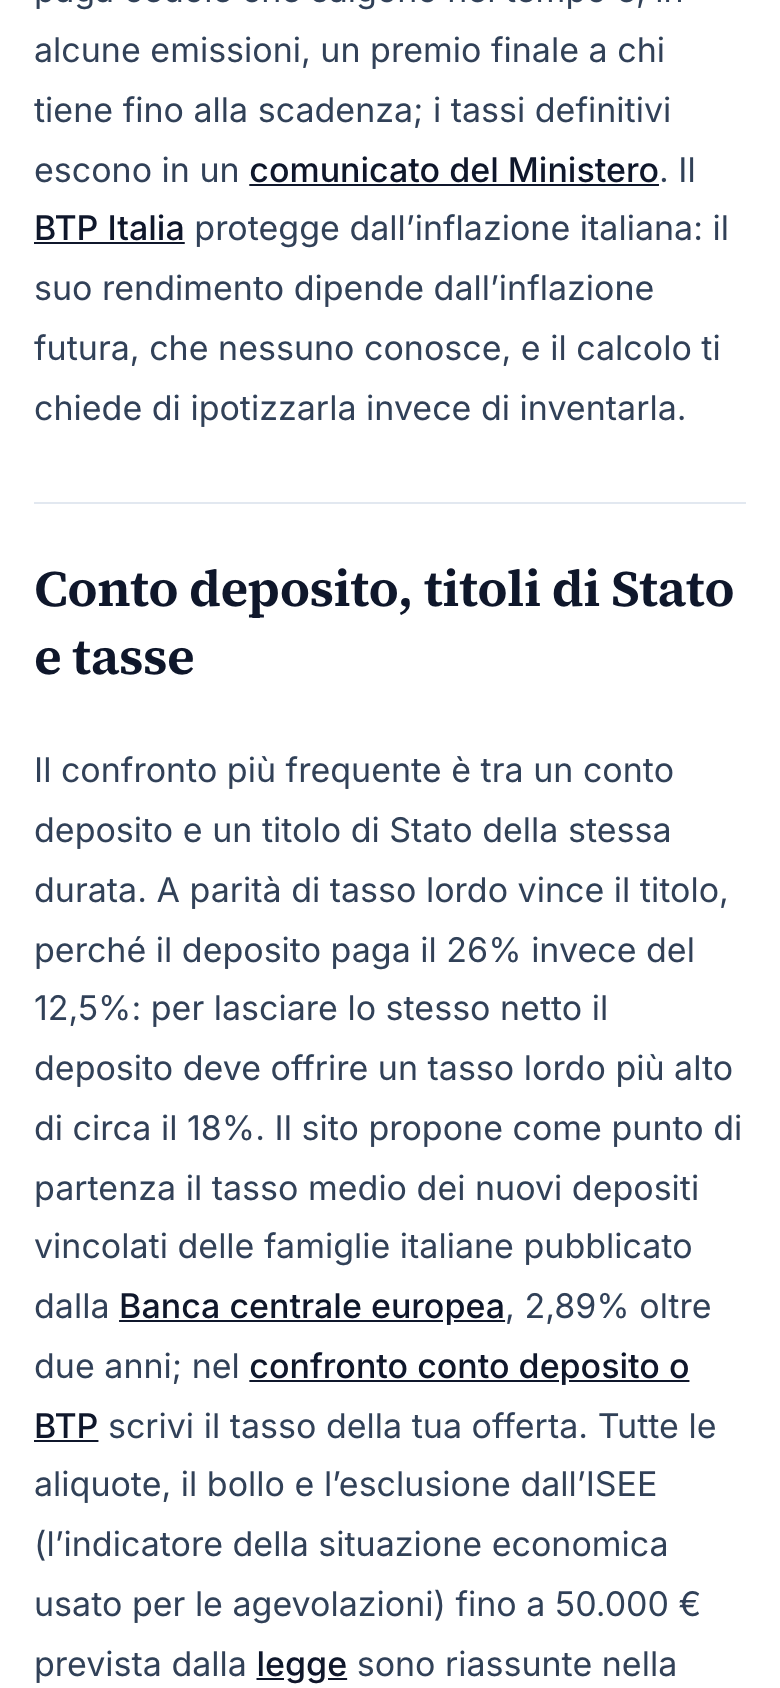 alcune emissioni, un premio finale a chi
tiene fino alla scadenza; i tassi definitivi
escono in un comunicato del Ministero. Il
BTP Italia protegge dall’inflazione italiana: il
suo rendimento dipende dall’inflazione
futura, che nessuno conosce, e il calcolo ti
chiede di ipotizzarla invece di inventarla.
Conto deposito, titoli di Stato
e tasse
Il confronto più frequente è tra un conto
deposito e un titolo di Stato della stessa
durata. A parità di tasso lordo vince il titolo,
perché il deposito paga il 26% invece del
12,5%: per lasciare lo stesso netto il
deposito deve offrire un tasso lordo più alto
di circa il 18%. Il sito propone come punto di
partenza il tasso medio dei nuovi depositi
vincolati delle famiglie italiane pubblicato
dalla Banca centrale europea, 2,89% oltre
due anni; nel confronto conto deposito o
BTP scrivi il tasso della tua offerta. Tutte le
aliquote, il bollo e l’esclusione dall’ISEE
(l’indicatore della situazione economica
usato per le agevolazioni) fino a 50.000 €
prevista dalla legge sono riassunte nella